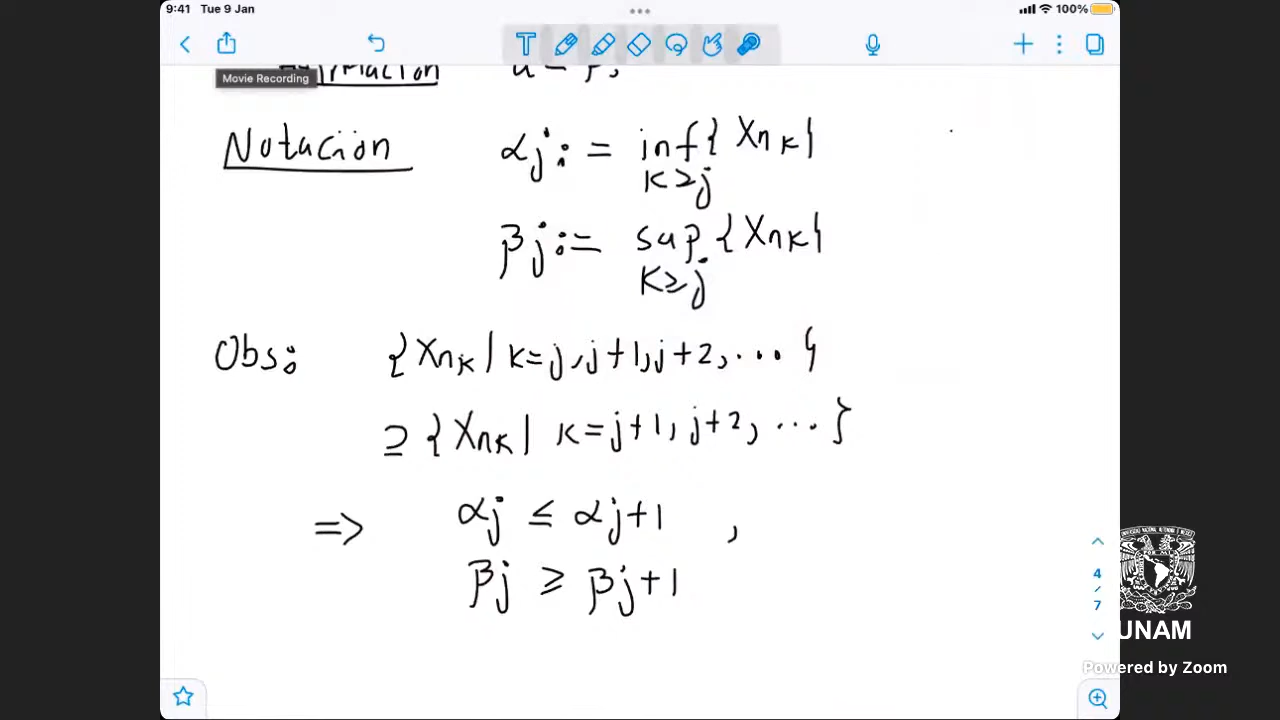 9:41 Tue 9 Jan
100%
Movie Recording
Notación αj := inf{Xnk}
k≥j
βj := sup{Xnk}
k≥j
Obs: {Xnk | k=j, j+1, j+2, ... }
⊇ {Xnk | k=j+1, j+2, ... }
=> αj ≤ αj+1 ,
βj ≥ βj+1
4
/
7
UNAM
Powered by Zoom